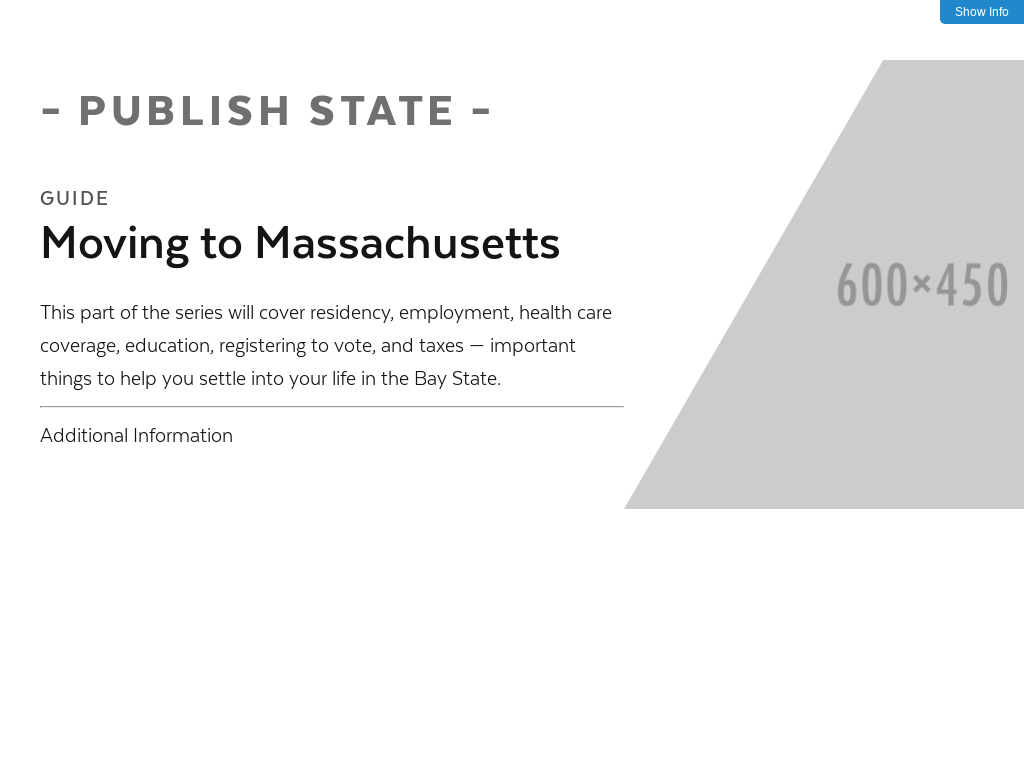 Show Info
- PUBLISH STATE -
GUIDE
Moving to Massachusetts
This part of the series will cover residency, employment, health care
coverage, education, registering to vote, and taxes — important
things to help you settle into your life in the Bay State.
Additional Information
600×450